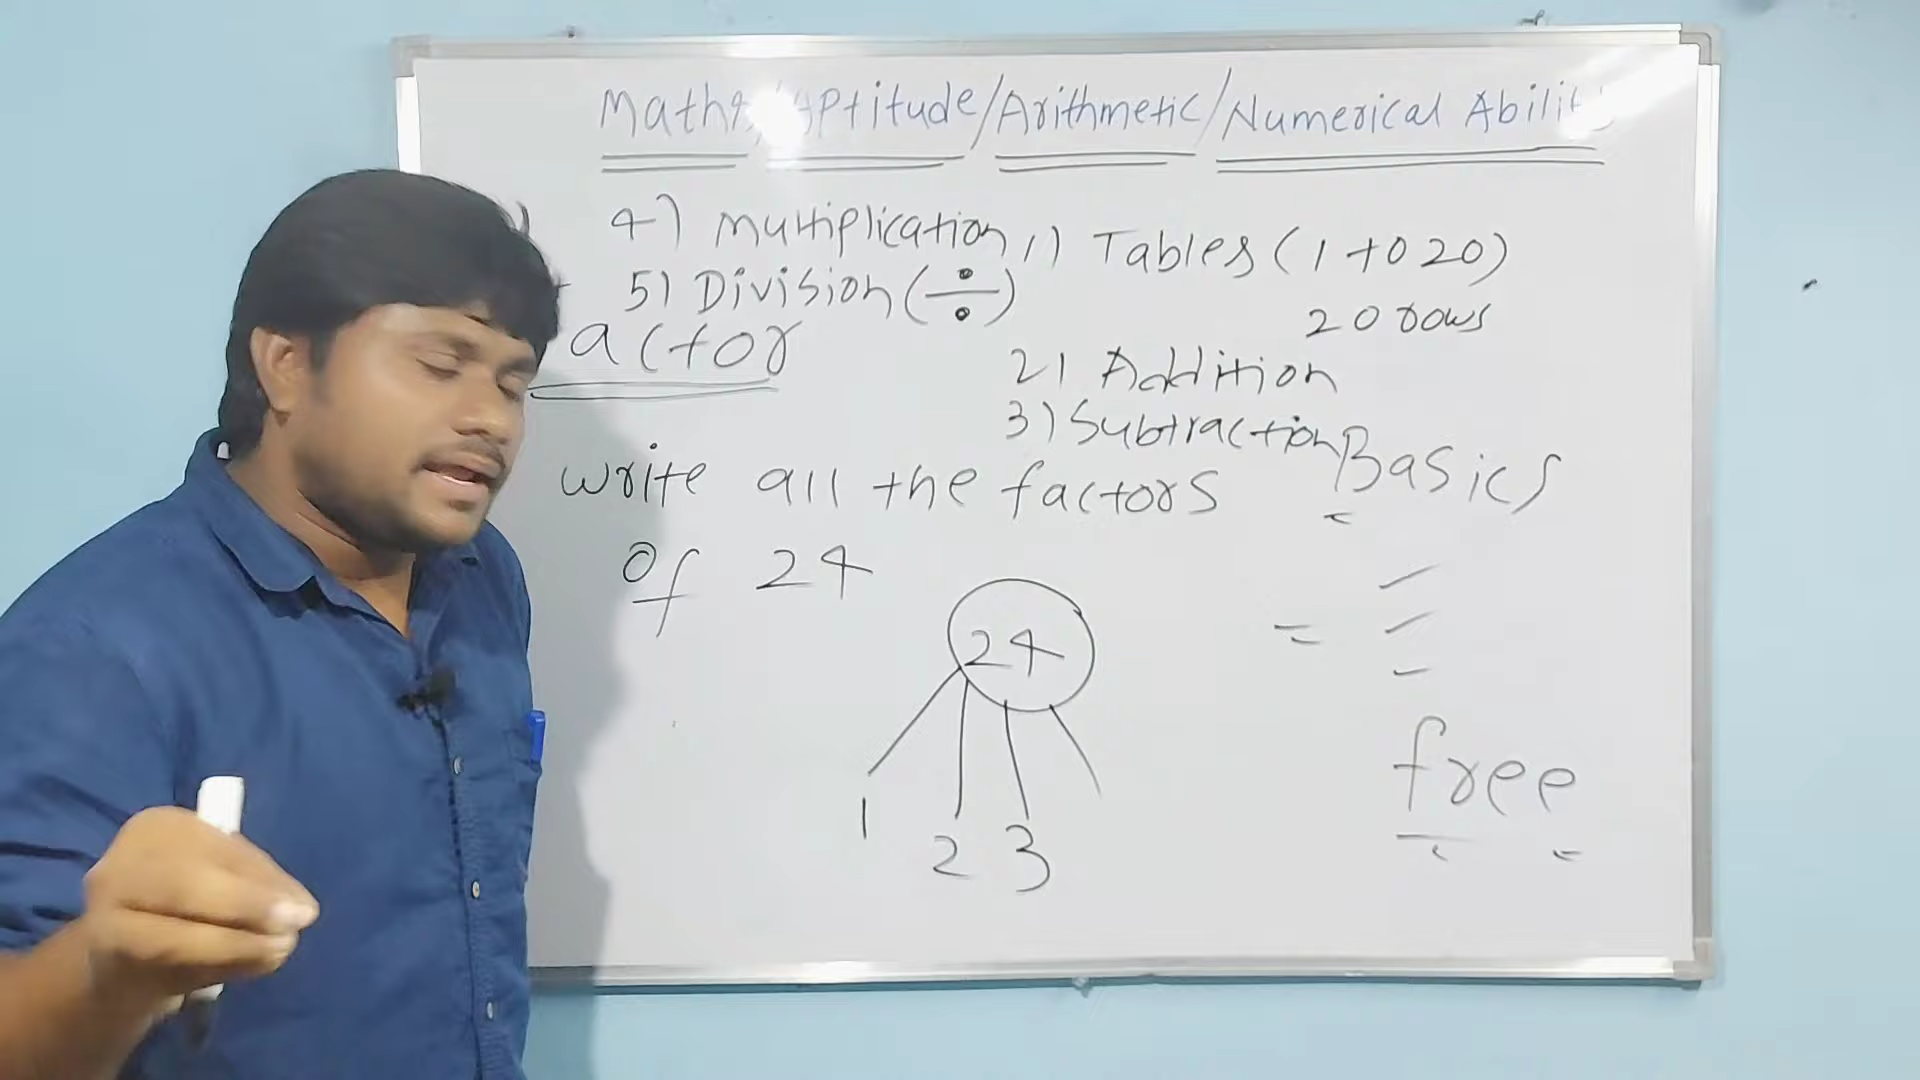 Maths/Aptitude/Arithmetic/Numerical Ability
4) Multiplication
5) Division (÷)
1) Tables (1 to 20)
20 rows
2) Addition
3) Subtraction
actor
Basics
write all the factors
of 24
24
1 2 3
free